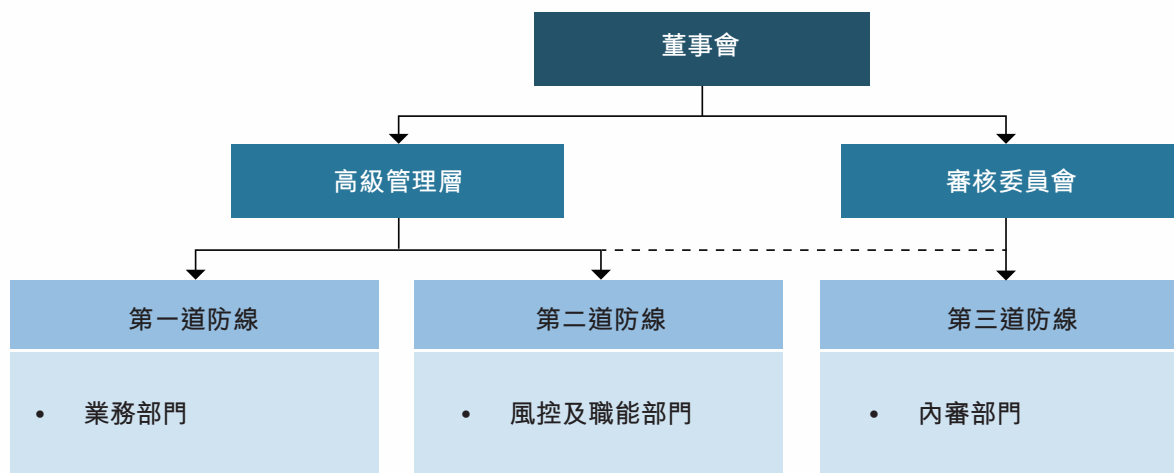 董事會
高級管理層
審核委員會
第一道防線
第二道防線
第三道防線
• 業務部門
• 風控及職能部門
• 內審部門